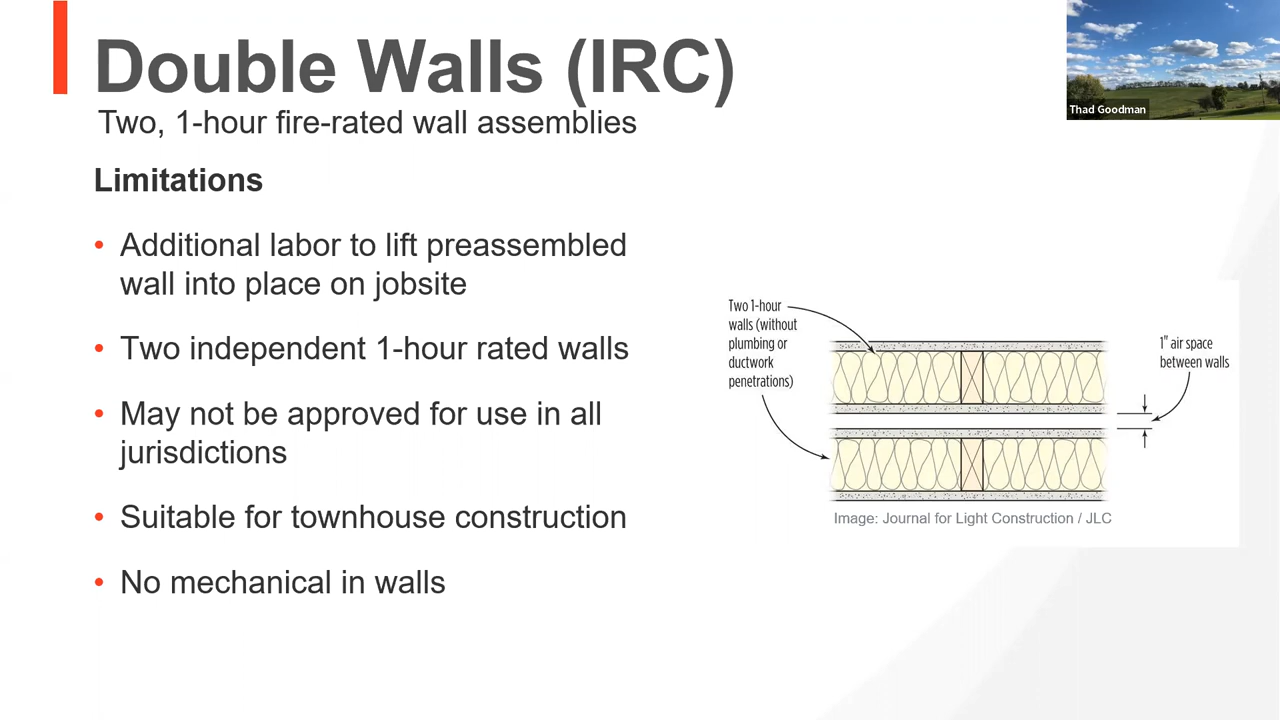 Double Walls (IRC)
Two, 1-hour fire-rated wall assemblies
Limitations
• Additional labor to lift preassembled
wall into place on jobsite
• Two independent 1-hour rated walls
• May not be approved for use in all
jurisdictions
• Suitable for townhouse construction
• No mechanical in walls
Two 1-hour
walls (without
plumbing or
ductwork
penetrations)
1" air space
between walls
Image: Journal for Light Construction / JLC
Thad Goodman